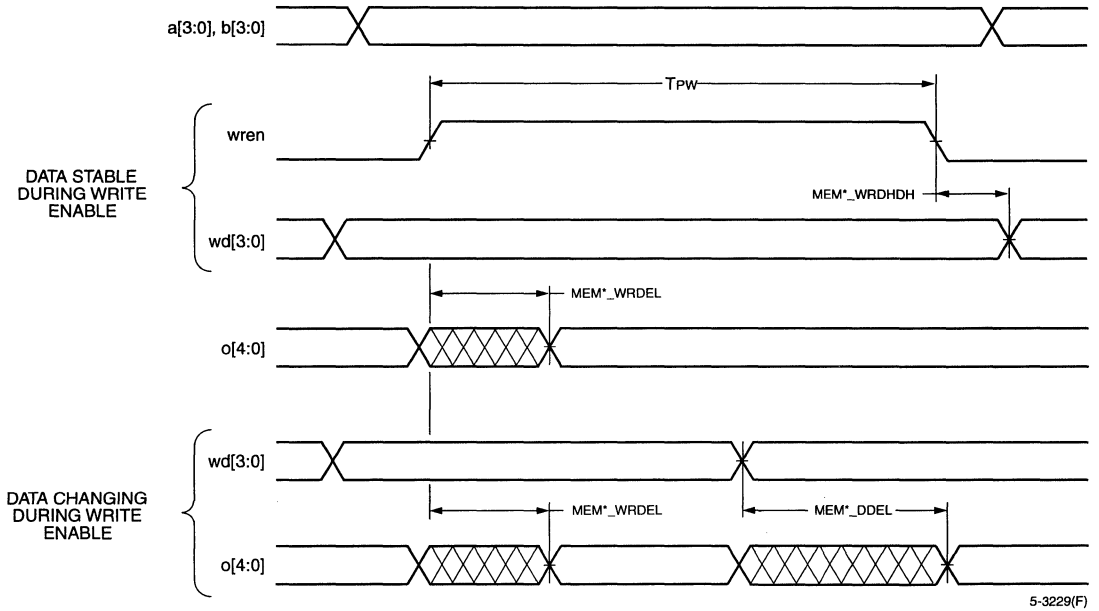 a[3:0], b[3:0]
TPW
wren
DATA STABLE
DURING WRITE
ENABLE
MEM*_WRDHDH
wd[3:0]
MEM*_WRDEL
o[4:0]
wd[3:0]
DATA CHANGING
DURING WRITE
ENABLE
MEM*_WRDEL
MEM*_DDEL
o[4:0]
5-3229(F)